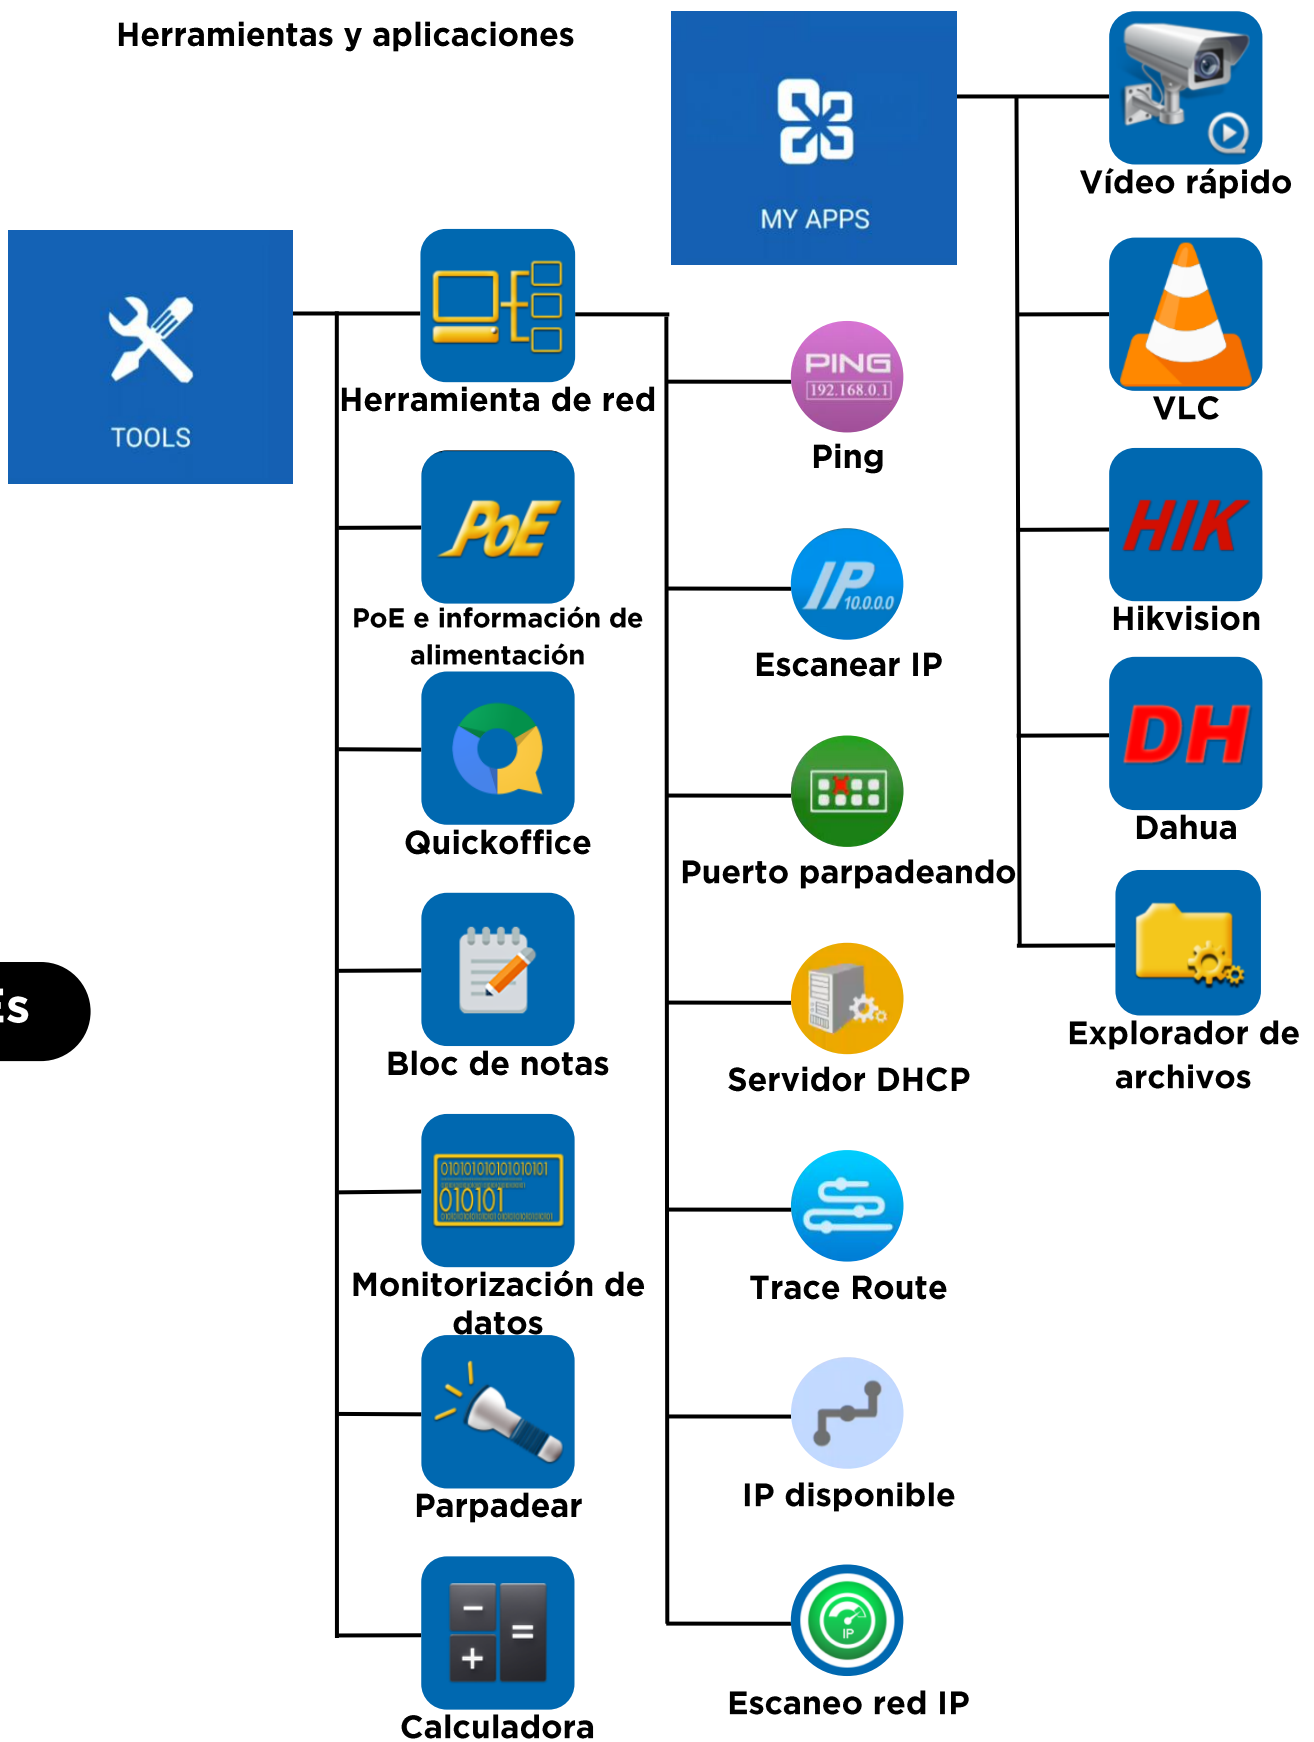 Herramientas y aplicaciones
TOOLS
Herramienta de red
PoE
PoE e información de
alimentación
Quickoffice
Bloc de notas
010101010101010101
010101
Monitorización de
datos
Parpadear
Calculadora
PING
192.168.0.1
Ping
IP
10.0.0.0
Escanear IP
Puerto parpadeando
Servidor DHCP
Trace Route
IP disponible
IP
Escaneo red IP
MY APPS
Vídeo rápido
VLC
HIK
Hikvision
DH
Dahua
Explorador de
archivos
Es